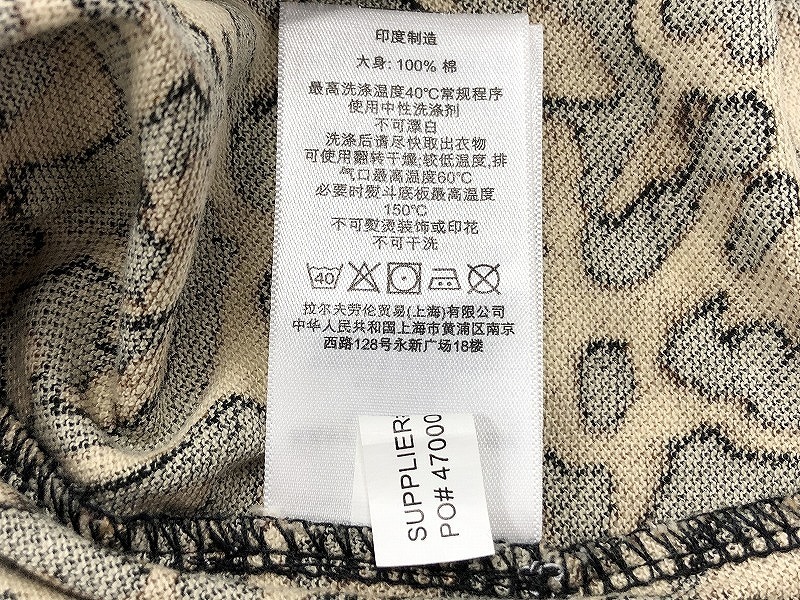 印度制造
大身: 100% 棉
最高洗涤温度40℃常规程序
使用中性洗涤剂
不可漂白
洗涤后请尽快取出衣物
可使用翻转干燥;较低温度,排
气口最高温度60℃
必要时熨斗底板最高温度
150℃
不可熨烫装饰或印花
不可干洗
40
拉尔夫劳伦贸易(上海)有限公司
中华人民共和国上海市黄浦区南京
西路128号永新广场18楼
SUPPLIER:
PO# 47000